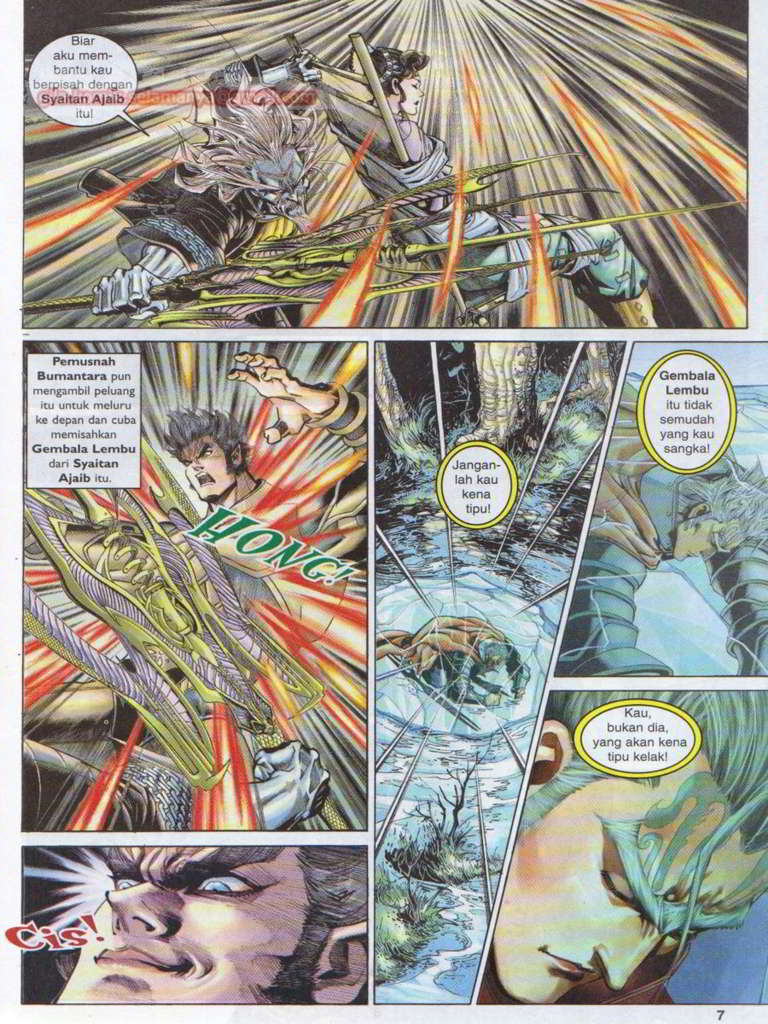 Biar
aku mem-
bantu kau
berpisah dengan
Syaitan Ajaib
itu!
Pemusnah
Bumantara pun
mengambil peluang
itu untuk meluru
ke depan dan cuba
memisahkan
Gembala Lembu
dari Syaitan
Ajaib itu.
HONG!
Cis!
Jangan-
lah kau
kena
tipu!
Gembala
Lembu
itu tidak
semudah
yang kau
sangka!
Kau,
bukan dia,
yang akan kena
tipu kelak!
7